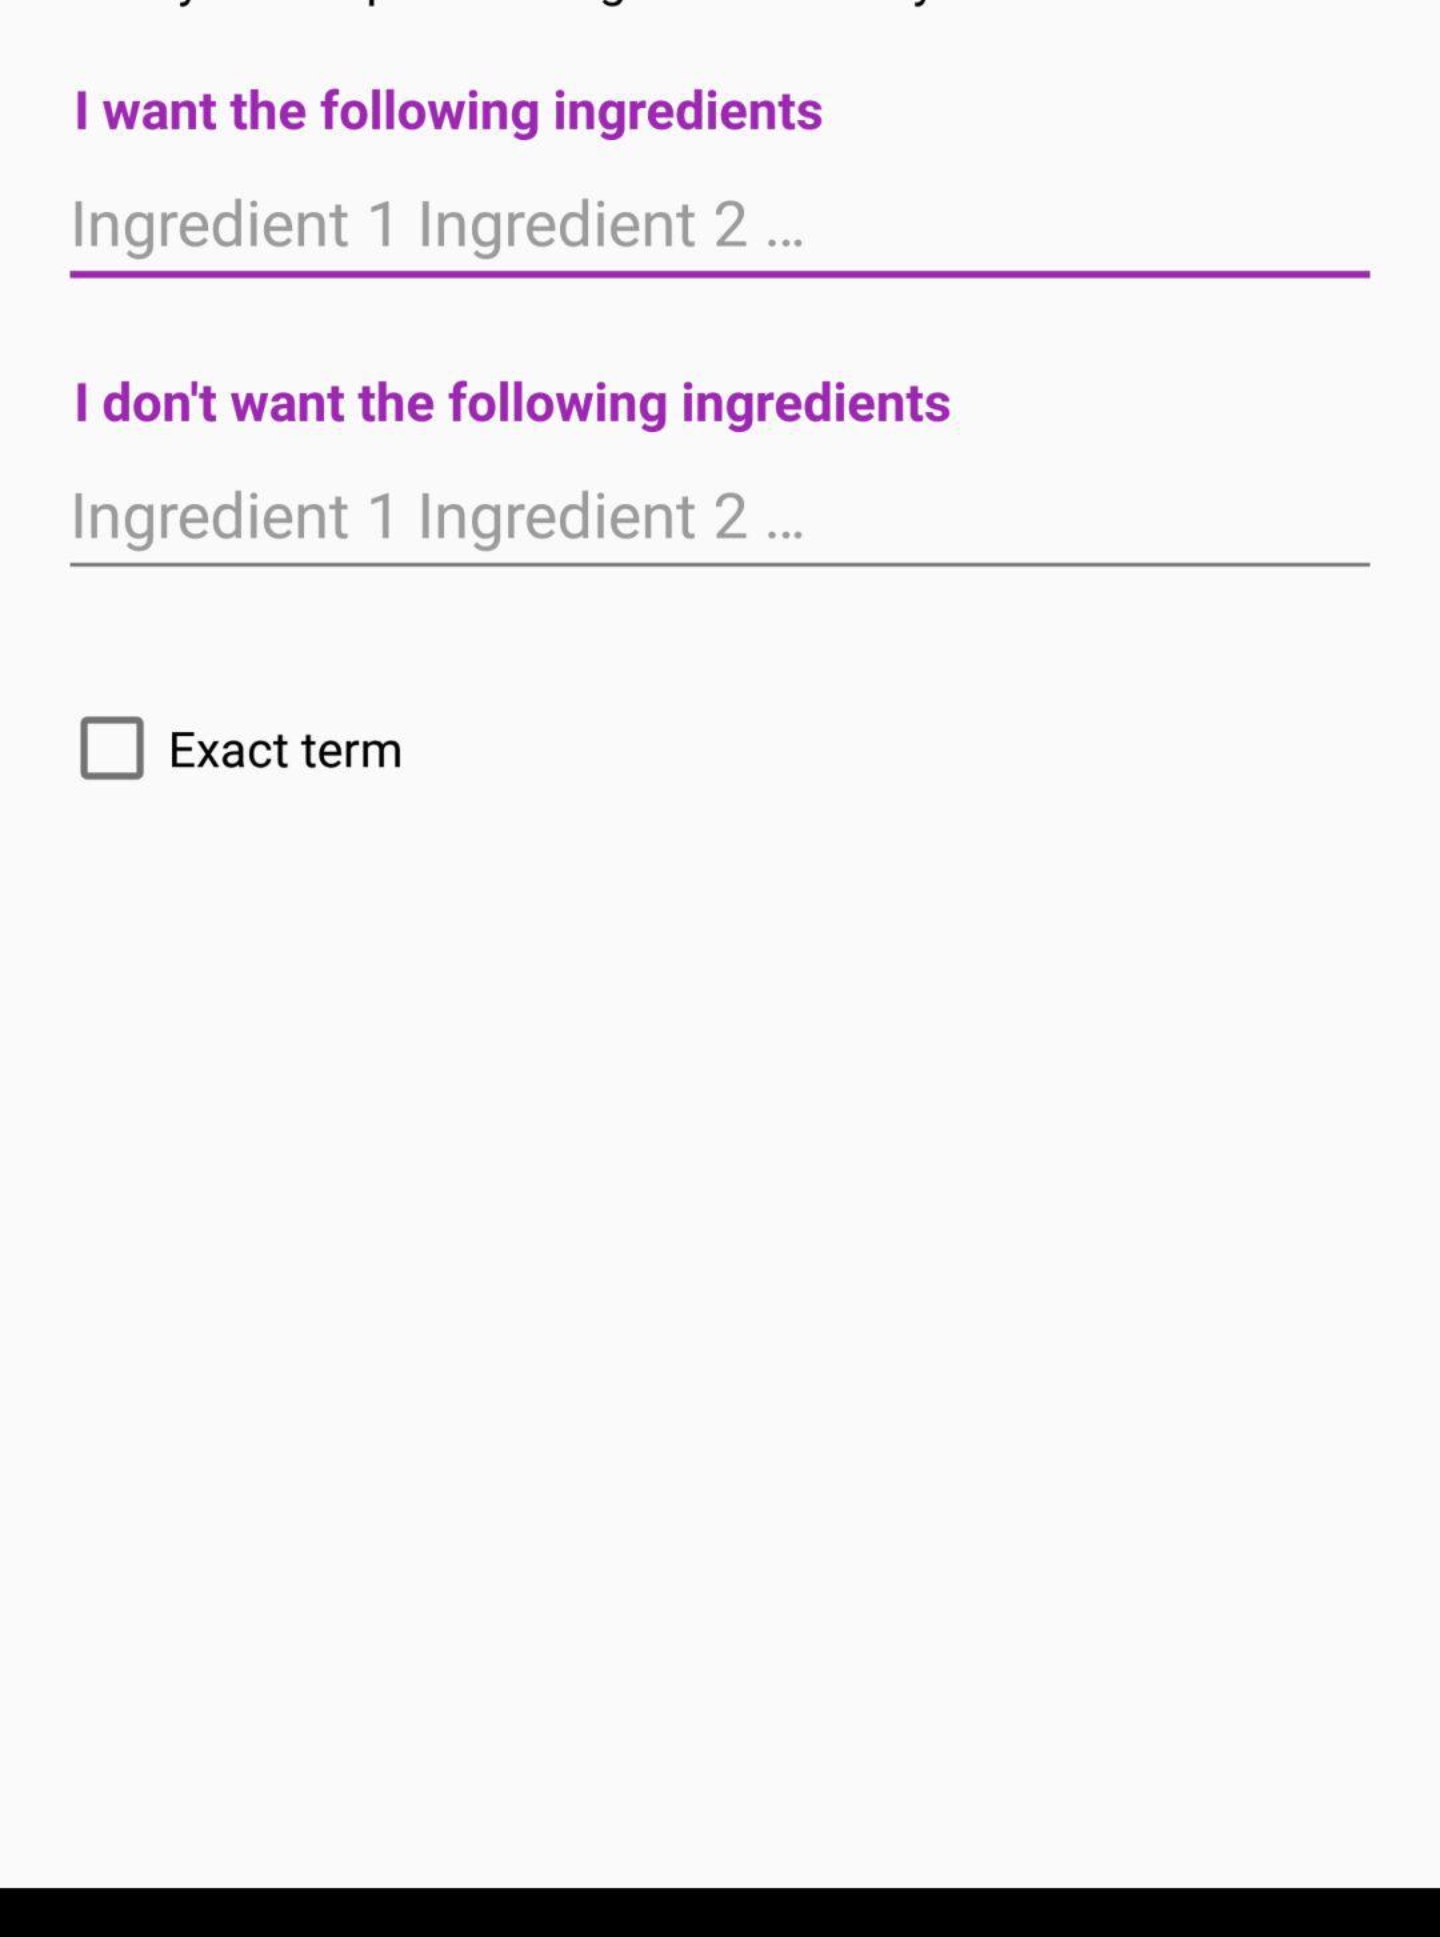 I want the following ingredients
Ingredient 1 Ingredient 2 ...
I don't want the following ingredients
Ingredient 1 Ingredient 2 ...
Exact term